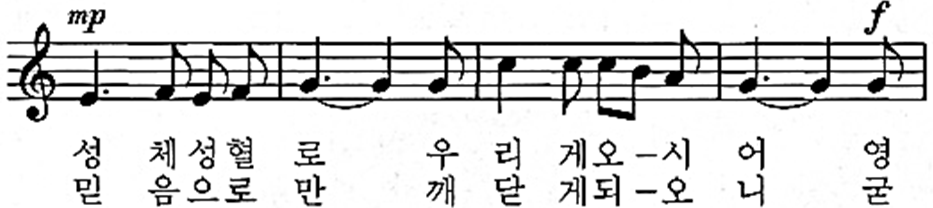 mp f
성 체 성 혈 로 우 리 게 오 - 시 어 영
믿 음 으 로 만 깨 닫 게 되 - 오 니 굳